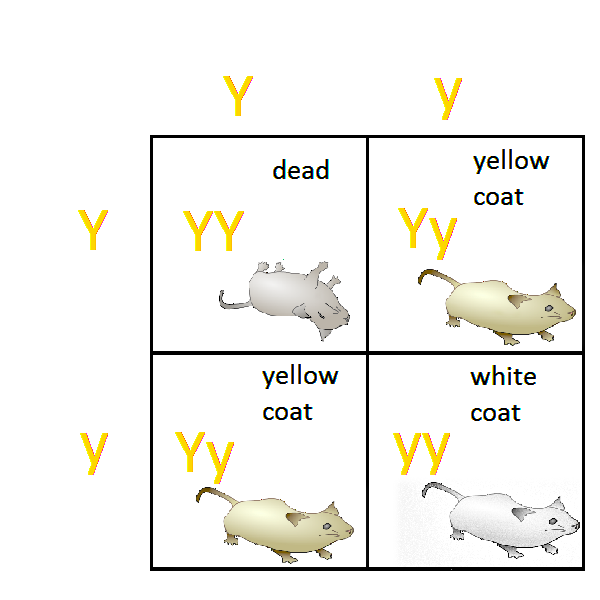 Y y
dead
yellow
coat
Y YY Yy
yellow
coat
white
coat
y Yy yy